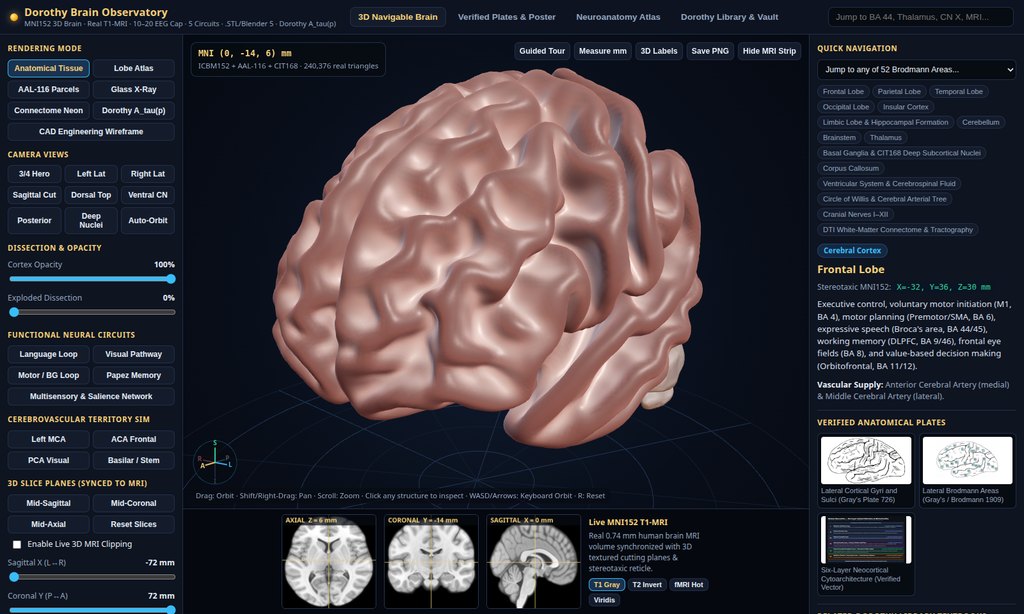 Dorothy Brain Observatory
MNI152 3D Brain · Real T1-MRI · 10–20 EEG Cap · 5 Circuits · .STL/Blender 5 · Dorothy A_tau(p)
3D Navigable Brain
Verified Plates & Poster
Neuroanatomy Atlas
Dorothy Library & Vault
Jump to BA 44, Thalamus, CN X, MRI...
RENDERING MODE
Anatomical Tissue
Lobe Atlas
AAL-116 Parcels
Glass X-Ray
Connectome Neon
Dorothy A_tau(p)
CAD Engineering Wireframe
CAMERA VIEWS
3/4 Hero
Left Lat
Right Lat
Sagittal Cut
Dorsal Top
Ventral CN
Posterior
Deep
Nuclei
Auto-Orbit
DISSECTION & OPACITY
Cortex Opacity
100%
Exploded Dissection
0%
FUNCTIONAL NEURAL CIRCUITS
Language Loop
Visual Pathway
Motor / BG Loop
Papez Memory
Multisensory & Salience Network
CEREBROVASCULAR TERRITORY SIM
Left MCA
ACA Frontal
PCA Visual
Basilar / Stem
3D SLICE PLANES (SYNCED TO MRI)
Mid-Sagittal
Mid-Coronal
Mid-Axial
Reset Slices
Enable Live 3D MRI Clipping
Sagittal X (L↔R)
-72 mm
Coronal Y (P↔A)
72 mm
MNI (0, -14, 6) mm
ICBM152 + AAL-116 + CIT168 · 240,376 real triangles
Guided Tour
Measure mm
3D Labels
Save PNG
Hide MRI Strip
S
R
P
A
L
Drag: Orbit · Shift/Right-Drag: Pan · Scroll: Zoom · Click any structure to inspect · WASD/Arrows: Keyboard Orbit · R: Reset
AXIAL Z = 6 mm
CORONAL Y = -14 mm
SAGITTAL X = 0 mm
Live MNI152 T1-MRI
Real 0.74 mm human brain MRI
volume synchronized with 3D
textured cutting planes &
stereotaxic reticle.
T1 Gray
T2 Invert
fMRI Hot
Viridis
QUICK NAVIGATION
Jump to any of 52 Brodmann Areas...
Frontal Lobe
Parietal Lobe
Temporal Lobe
Occipital Lobe
Insular Cortex
Limbic Lobe & Hippocampal Formation
Cerebellum
Brainstem
Thalamus
Basal Ganglia & CIT168 Deep Subcortical Nuclei
Corpus Callosum
Ventricular System & Cerebrospinal Fluid
Circle of Willis & Cerebral Arterial Tree
Cranial Nerves I–XII
DTI White-Matter Connectome & Tractography
Cerebral Cortex
Frontal Lobe
Stereotaxic MNI152: X=-32, Y=36, Z=30 mm
Executive control, voluntary motor initiation (M1,
BA 4), motor planning (Premotor/SMA, BA 6),
expressive speech (Broca's area, BA 44/45),
working memory (DLPFC, BA 9/46), frontal eye
fields (BA 8), and value-based decision making
(Orbitofrontal, BA 11/12).
Vascular Supply: Anterior Cerebral Artery (medial)
& Middle Cerebral Artery (lateral).
VERIFIED ANATOMICAL PLATES
Lateral Cortical Gyri and
Sulci (Gray's Plate 726)
Lateral Brodmann Areas
(Gray's / Brodmann 1909)
Six-Layer Neocortical
Cytoarchitecture (Verified
Vector)